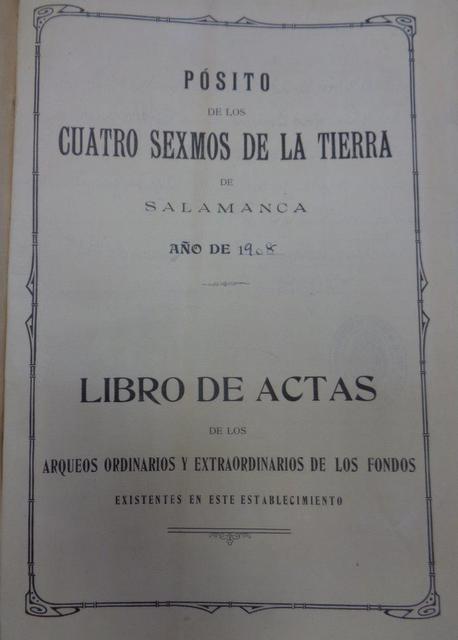 PÓSITO
DE LOS
CUATRO SEXMOS DE LA TIERRA
DE
SALAMANCA
AÑO DE 1908
LIBRO DE ACTAS
DE LOS
ARQUEOS ORDINARIOS Y EXTRAORDINARIOS DE LOS FONDOS
EXISTENTES EN ESTE ESTABLECIMIENTO